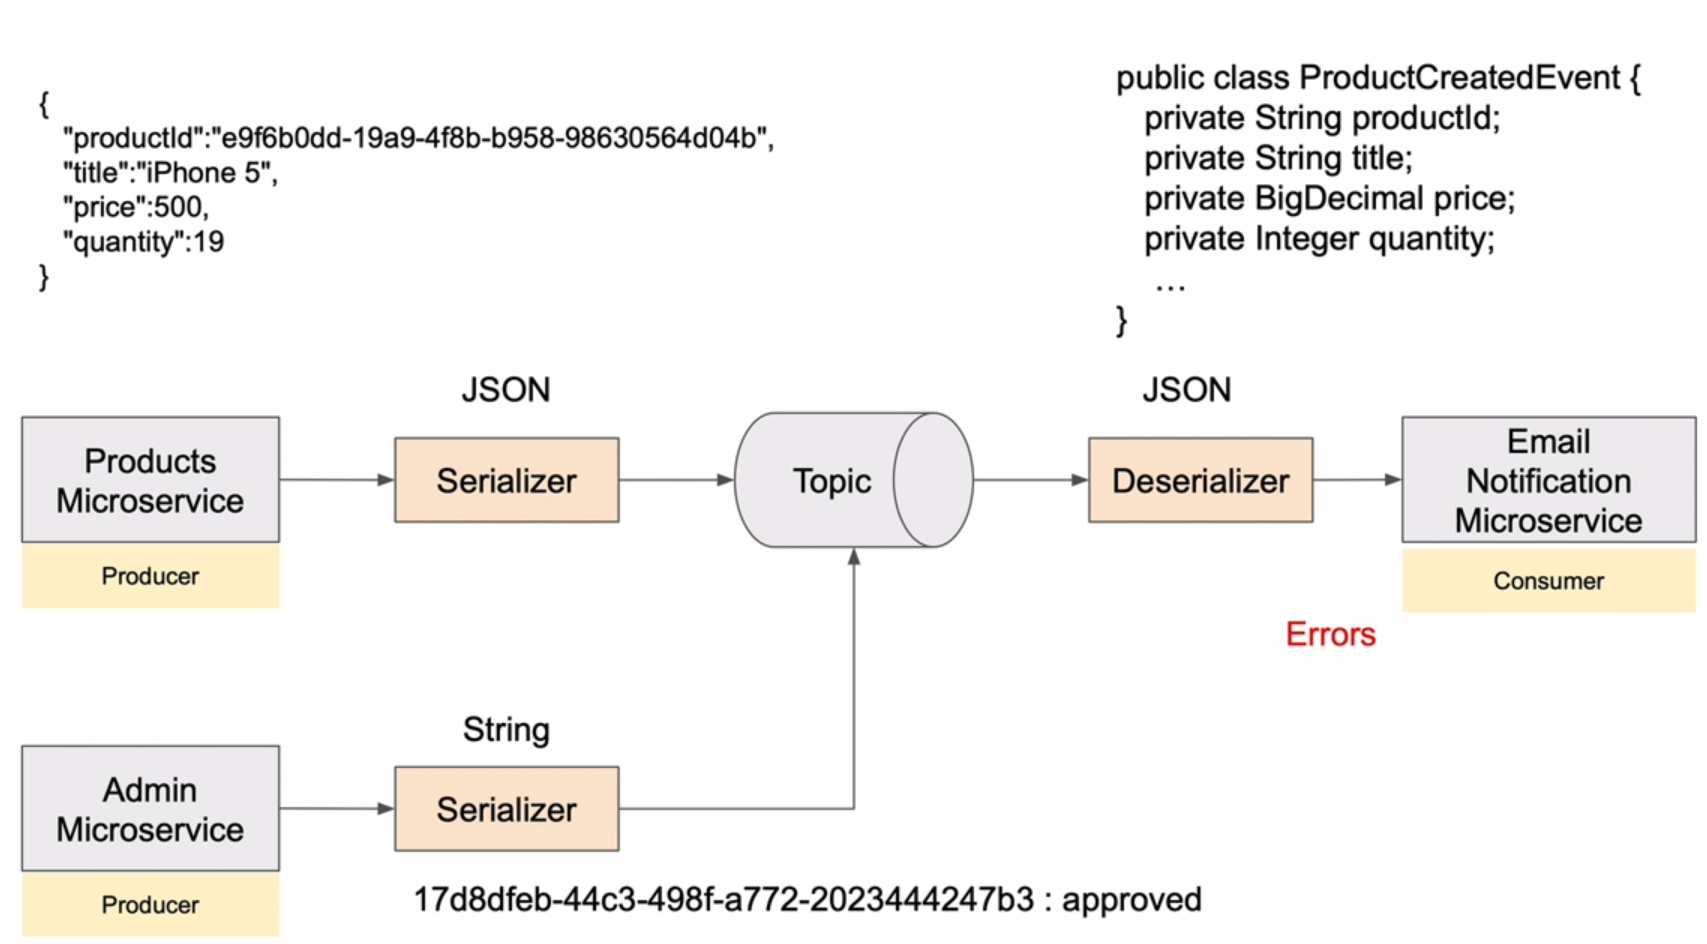 {
"productId":"e9f6b0dd-19a9-4f8b-b958-98630564d04b",
"title":"iPhone 5",
"price":500,
"quantity":19
}
public class ProductCreatedEvent {
private String productId;
private String title;
private BigDecimal price;
private Integer quantity;
...
}
JSON
JSON
Products
Microservice
Producer
Serializer
Topic
Deserializer
Email
Notification
Microservice
Consumer
Errors
String
Admin
Microservice
Producer
Serializer
17d8dfeb-44c3-498f-a772-2023444247b3 : approved